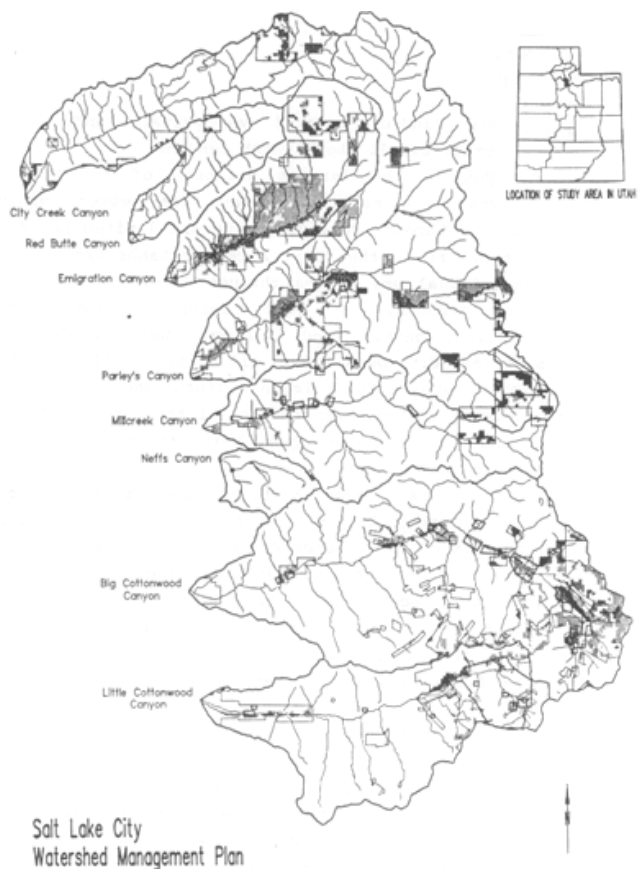 LOCATION OF STUDY AREA IN UTAH
City Creek Canyon
Red Butte Canyon
Emigration Canyon
Parley's Canyon
Millcreek Canyon
Neffs Canyon
Big Cottonwood
Canyon
Little Cottonwood
Canyon
N
Salt Lake City
Watershed Management Plan